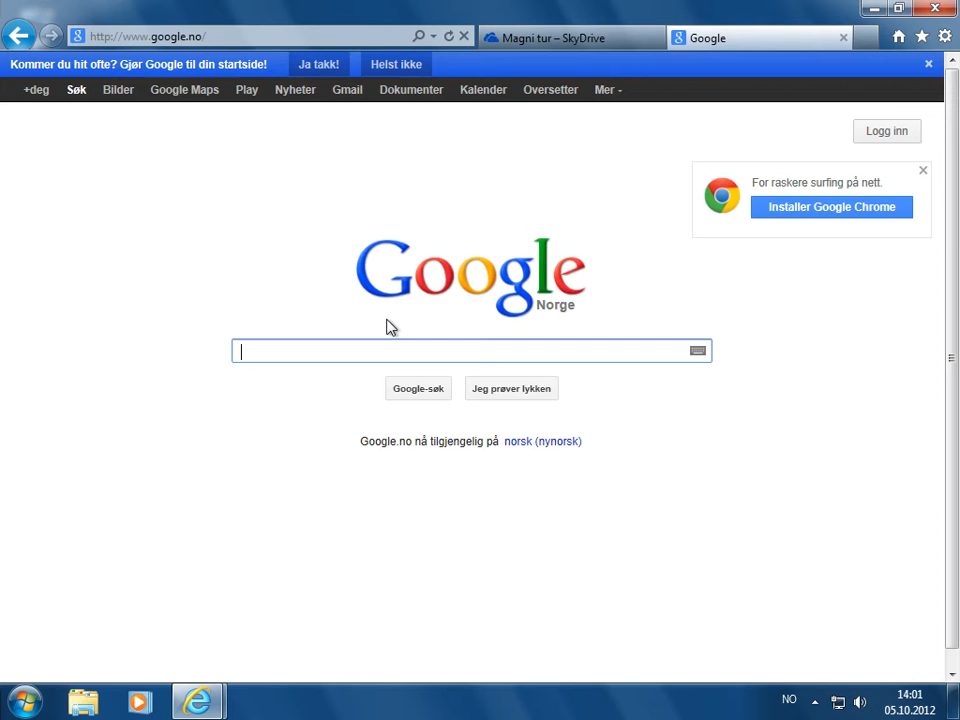 http://www.google.no/
Magni tur – SkyDrive
Google
Kommer du hit ofte? Gjør Google til din startside!
Ja takk!
Helst ikke
+deg Søk Bilder Google Maps Play Nyheter Gmail Dokumenter Kalender Oversetter Mer
Logg inn
For raskere surfing på nett.
Installer Google Chrome
Google
Norge
Google-søk
Jeg prøver lykken
Google.no nå tilgjengelig på norsk (nynorsk)
NO
14:01
05.10.2012